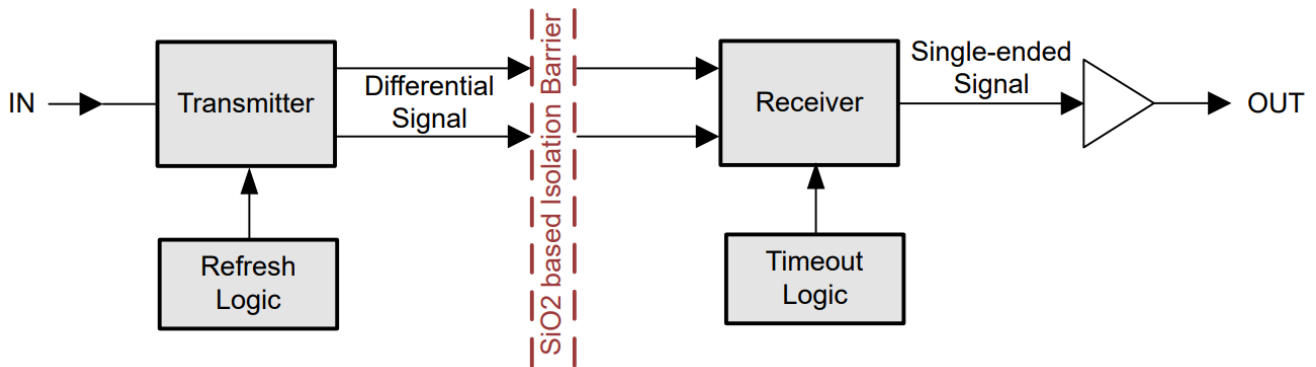 IN
Transmitter
Differential
Signal
SiO2 based Isolation Barrier
Receiver
Single-ended
Signal
OUT
Refresh
Logic
Timeout
Logic